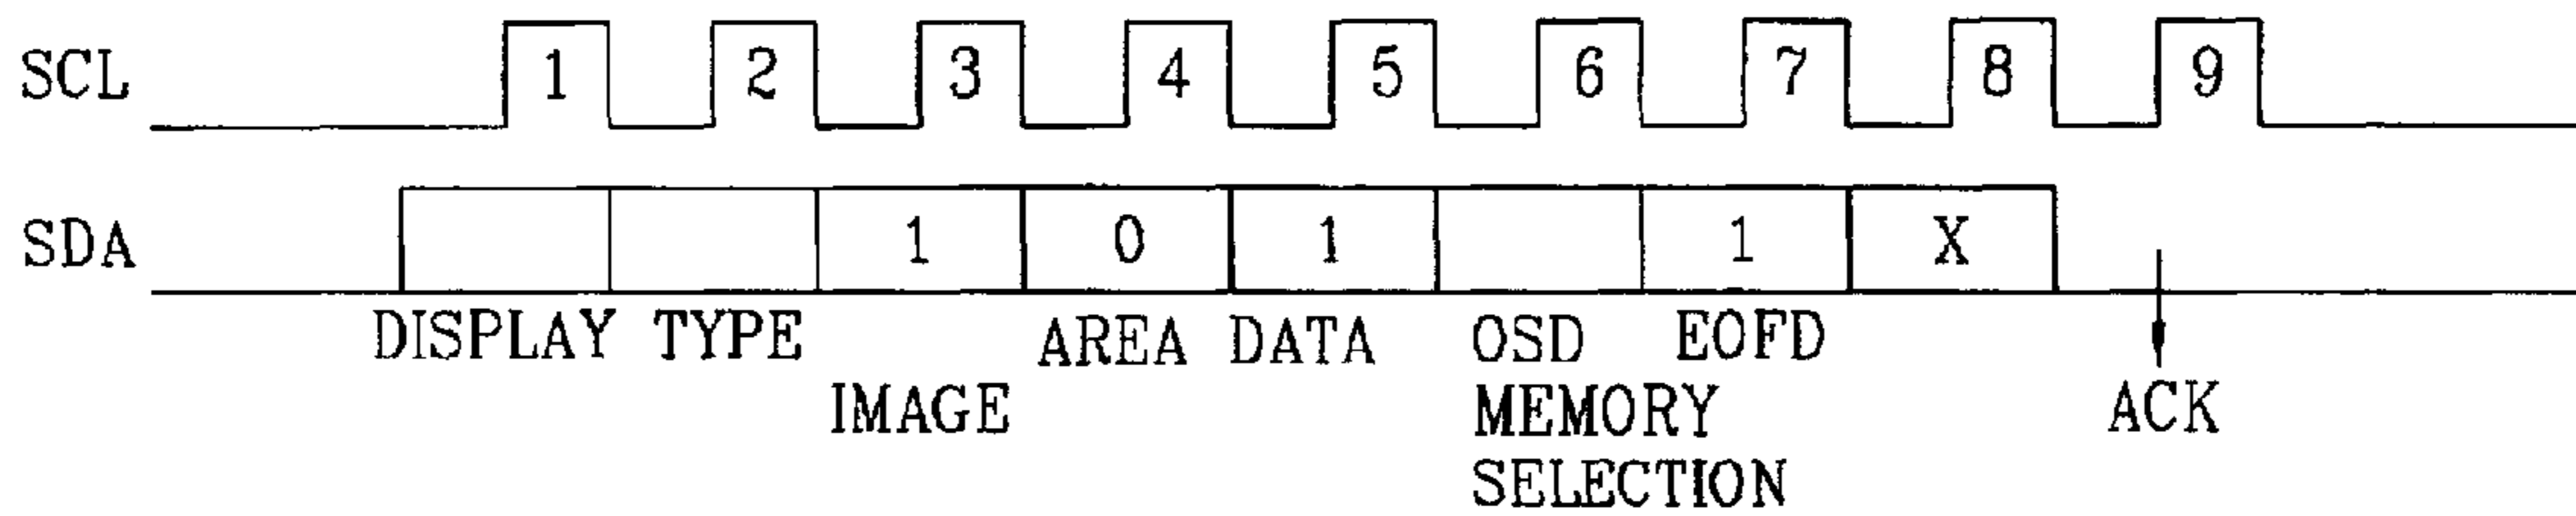 SCL 1 2 3 4 5 6 7 8 9
SDA 1 0 1 1 X
DISPLAY TYPE AREA DATA OSD EOFD
IMAGE MEMORY ACK
SELECTION